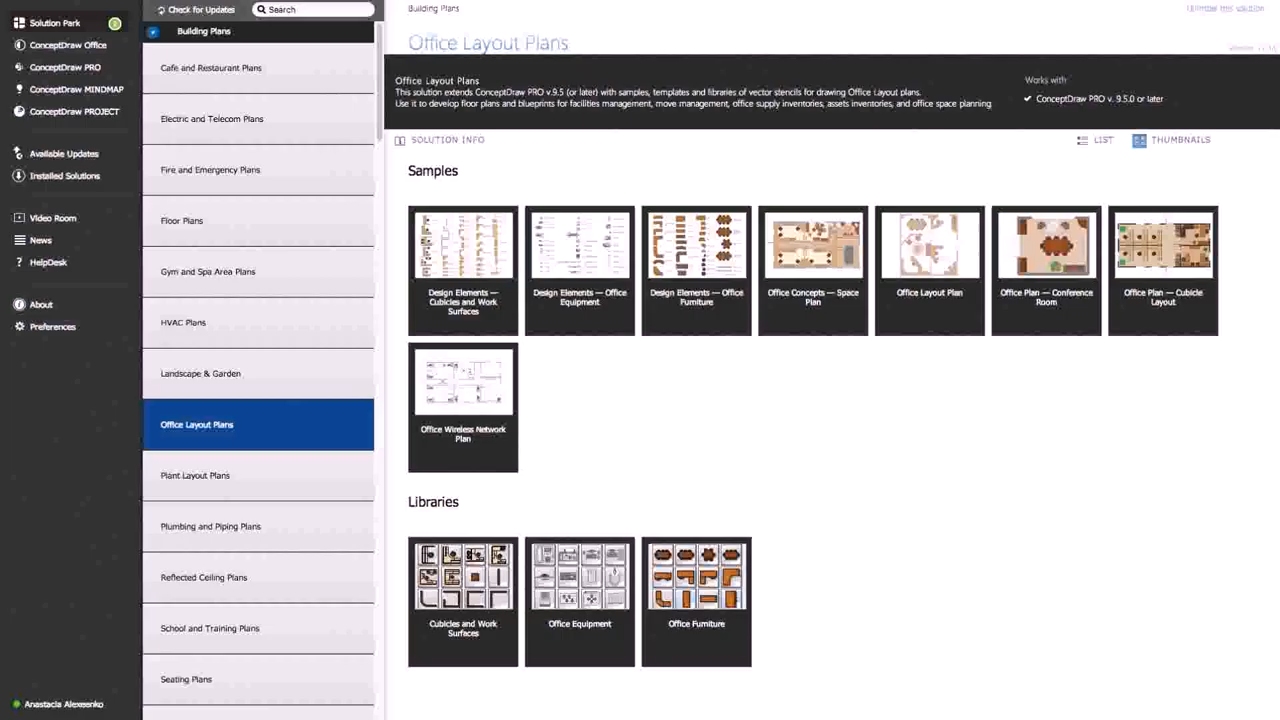 Solution Park
ConceptDraw Office
ConceptDraw PRO
ConceptDraw MINDMAP
ConceptDraw PROJECT
Available Updates
Installed Solutions
Video Room
News
HelpDesk
About
Preferences
Anastacia Alexeenko
Check for Updates
Search
Building Plans
Cafe and Restaurant Plans
Electric and Telecom Plans
Fire and Emergency Plans
Floor Plans
Gym and Spa Area Plans
HVAC Plans
Landscape & Garden
Office Layout Plans
Plant Layout Plans
Plumbing and Piping Plans
Reflected Ceiling Plans
School and Training Plans
Seating Plans
Building Plans
this solution
Office Layout Plans
Office Layout Plans
This solution extends ConceptDraw PRO v.9.5 (or later) with samples, templates and libraries of vector stencils for drawing Office Layout plans.
Use it to develop floor plans and blueprints for facilities management, move management, office supply inventories, assets inventories, and office space planning
Works with
ConceptDraw PRO v. 9.5.0 or later
SOLUTION INFO
LIST
THUMBNAILS
Samples
Design Elements —
Cubicles and Work
Surfaces
Design Elements — Office
Equipment
Design Elements — Office
Furniture
Office Concepts — Space
Plan
Office Layout Plan
Office Plan — Conference
Room
Office Plan — Cubicle
Layout
Office Wireless Network
Plan
Libraries
Cubicles and Work
Surfaces
Office Equipment
Office Furniture